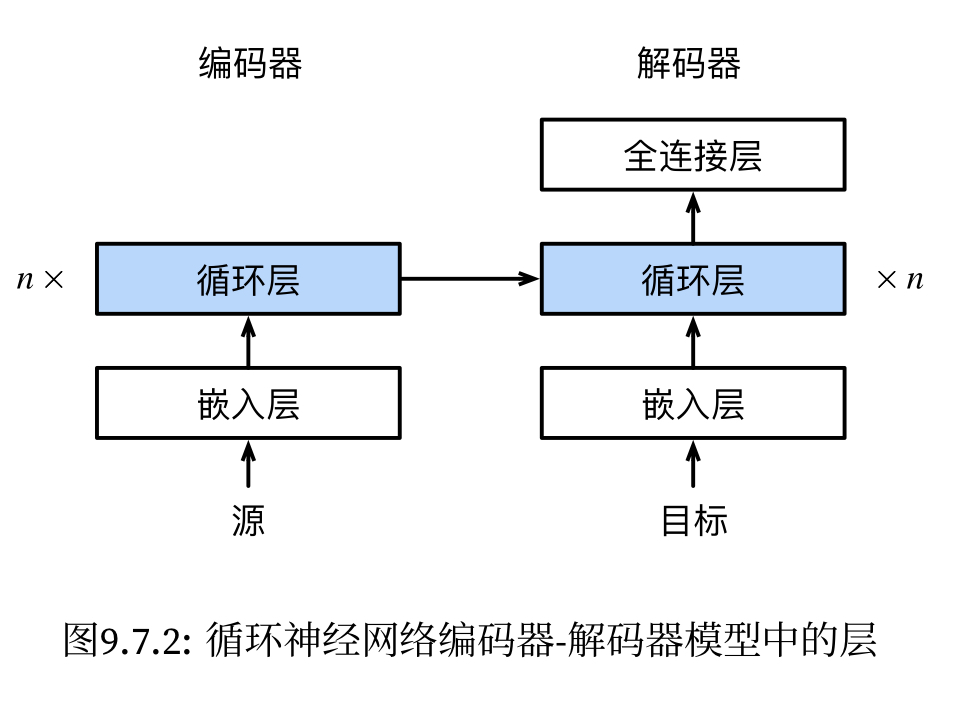 编码器
解码器
全连接层
n ×
循环层
循环层
× n
嵌入层
嵌入层
源
目标
图9.7.2: 循环神经网络编码器-解码器模型中的层